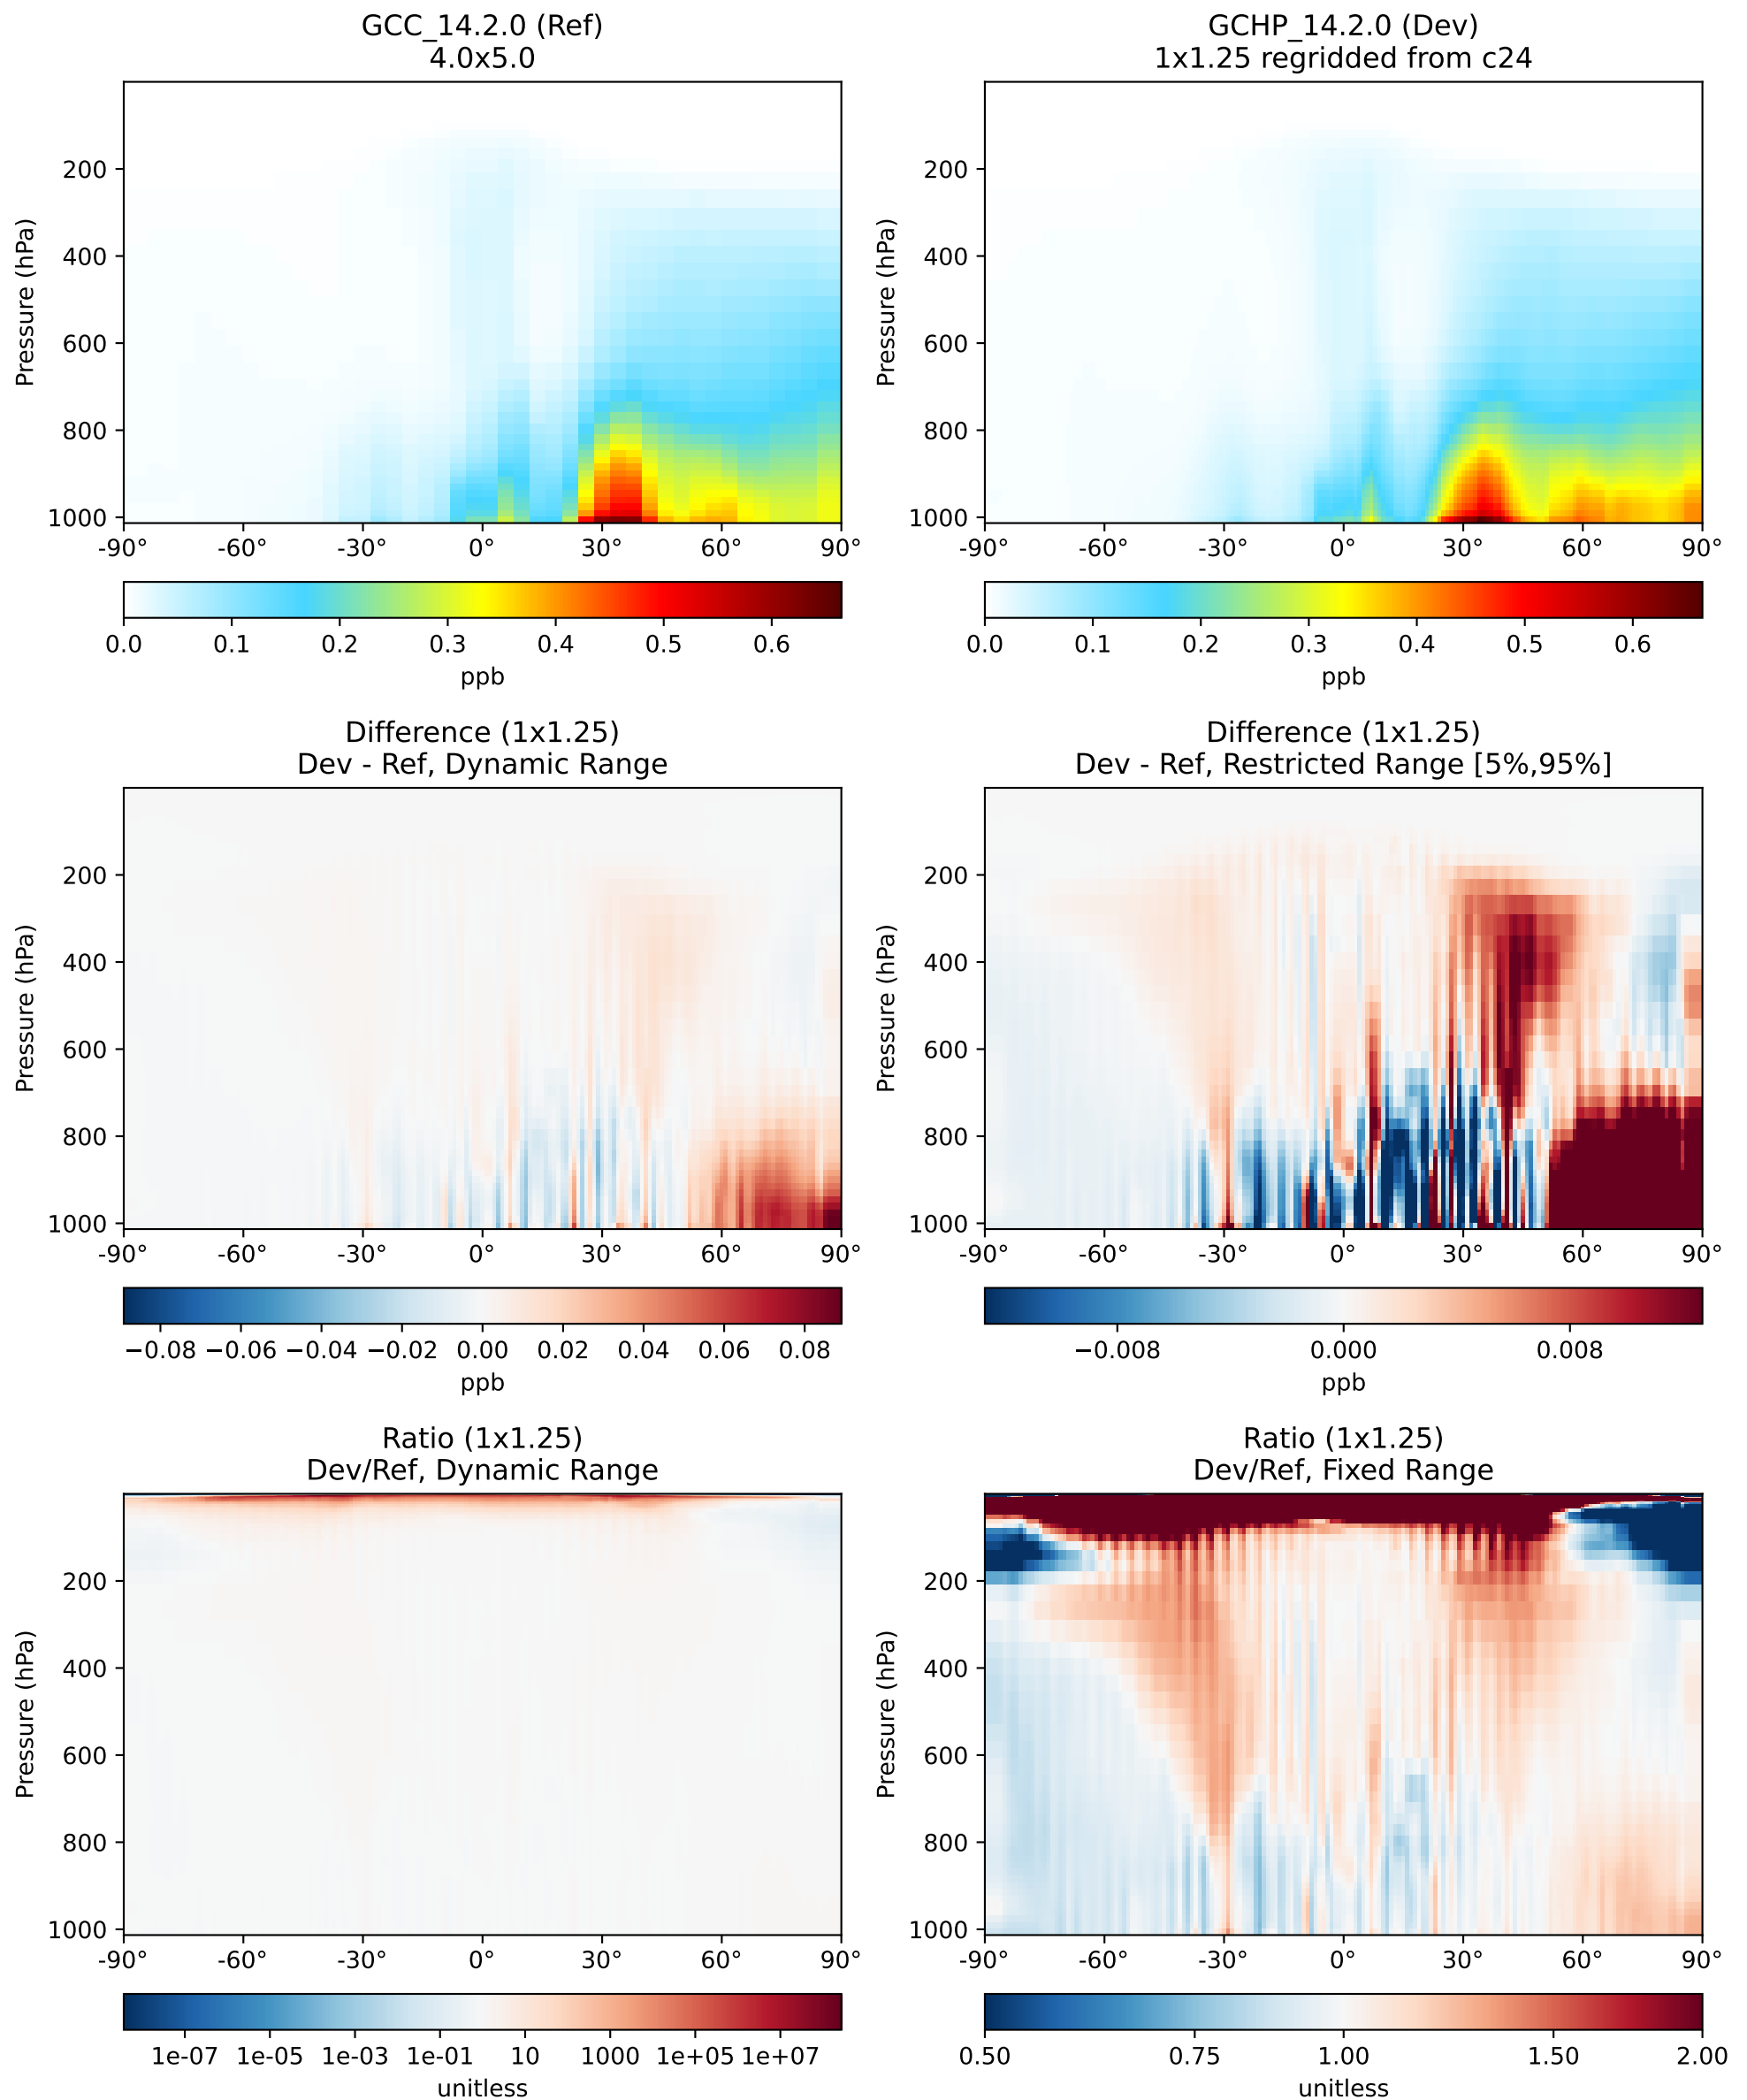 GCC_14.2.0 (Ref)
4.0x5.0
Pressure (hPa)
200
400
600
800
1000
-90° -60° -30° 0° 30° 60° 90°
0.0 0.1 0.2 0.3 0.4 0.5 0.6
ppb
GCHP_14.2.0 (Dev)
1x1.25 regridded from c24
Pressure (hPa)
200
400
600
800
1000
-90° -60° -30° 0° 30° 60° 90°
0.0 0.1 0.2 0.3 0.4 0.5 0.6
ppb
Difference (1x1.25)
Dev - Ref, Dynamic Range
Pressure (hPa)
200
400
600
800
1000
-90° -60° -30° 0° 30° 60° 90°
−0.08 −0.06 −0.04 −0.02 0.00 0.02 0.04 0.06 0.08
ppb
Difference (1x1.25)
Dev - Ref, Restricted Range [5%,95%]
Pressure (hPa)
200
400
600
800
1000
-90° -60° -30° 0° 30° 60° 90°
−0.008 0.000 0.008
ppb
Ratio (1x1.25)
Dev/Ref, Dynamic Range
Pressure (hPa)
200
400
600
800
1000
-90° -60° -30° 0° 30° 60° 90°
1e-07 1e-05 1e-03 1e-01 10 1000 1e+05 1e+07
unitless
Ratio (1x1.25)
Dev/Ref, Fixed Range
Pressure (hPa)
200
400
600
800
1000
-90° -60° -30° 0° 30° 60° 90°
0.50 0.75 1.00 1.50 2.00
unitless